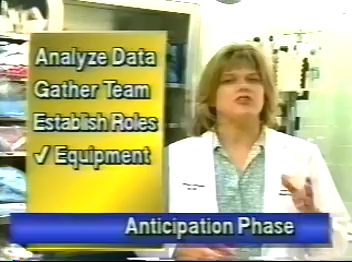 Analyze Data
Gather Team
Establish Roles
✓ Equipment
Anticipation Phase